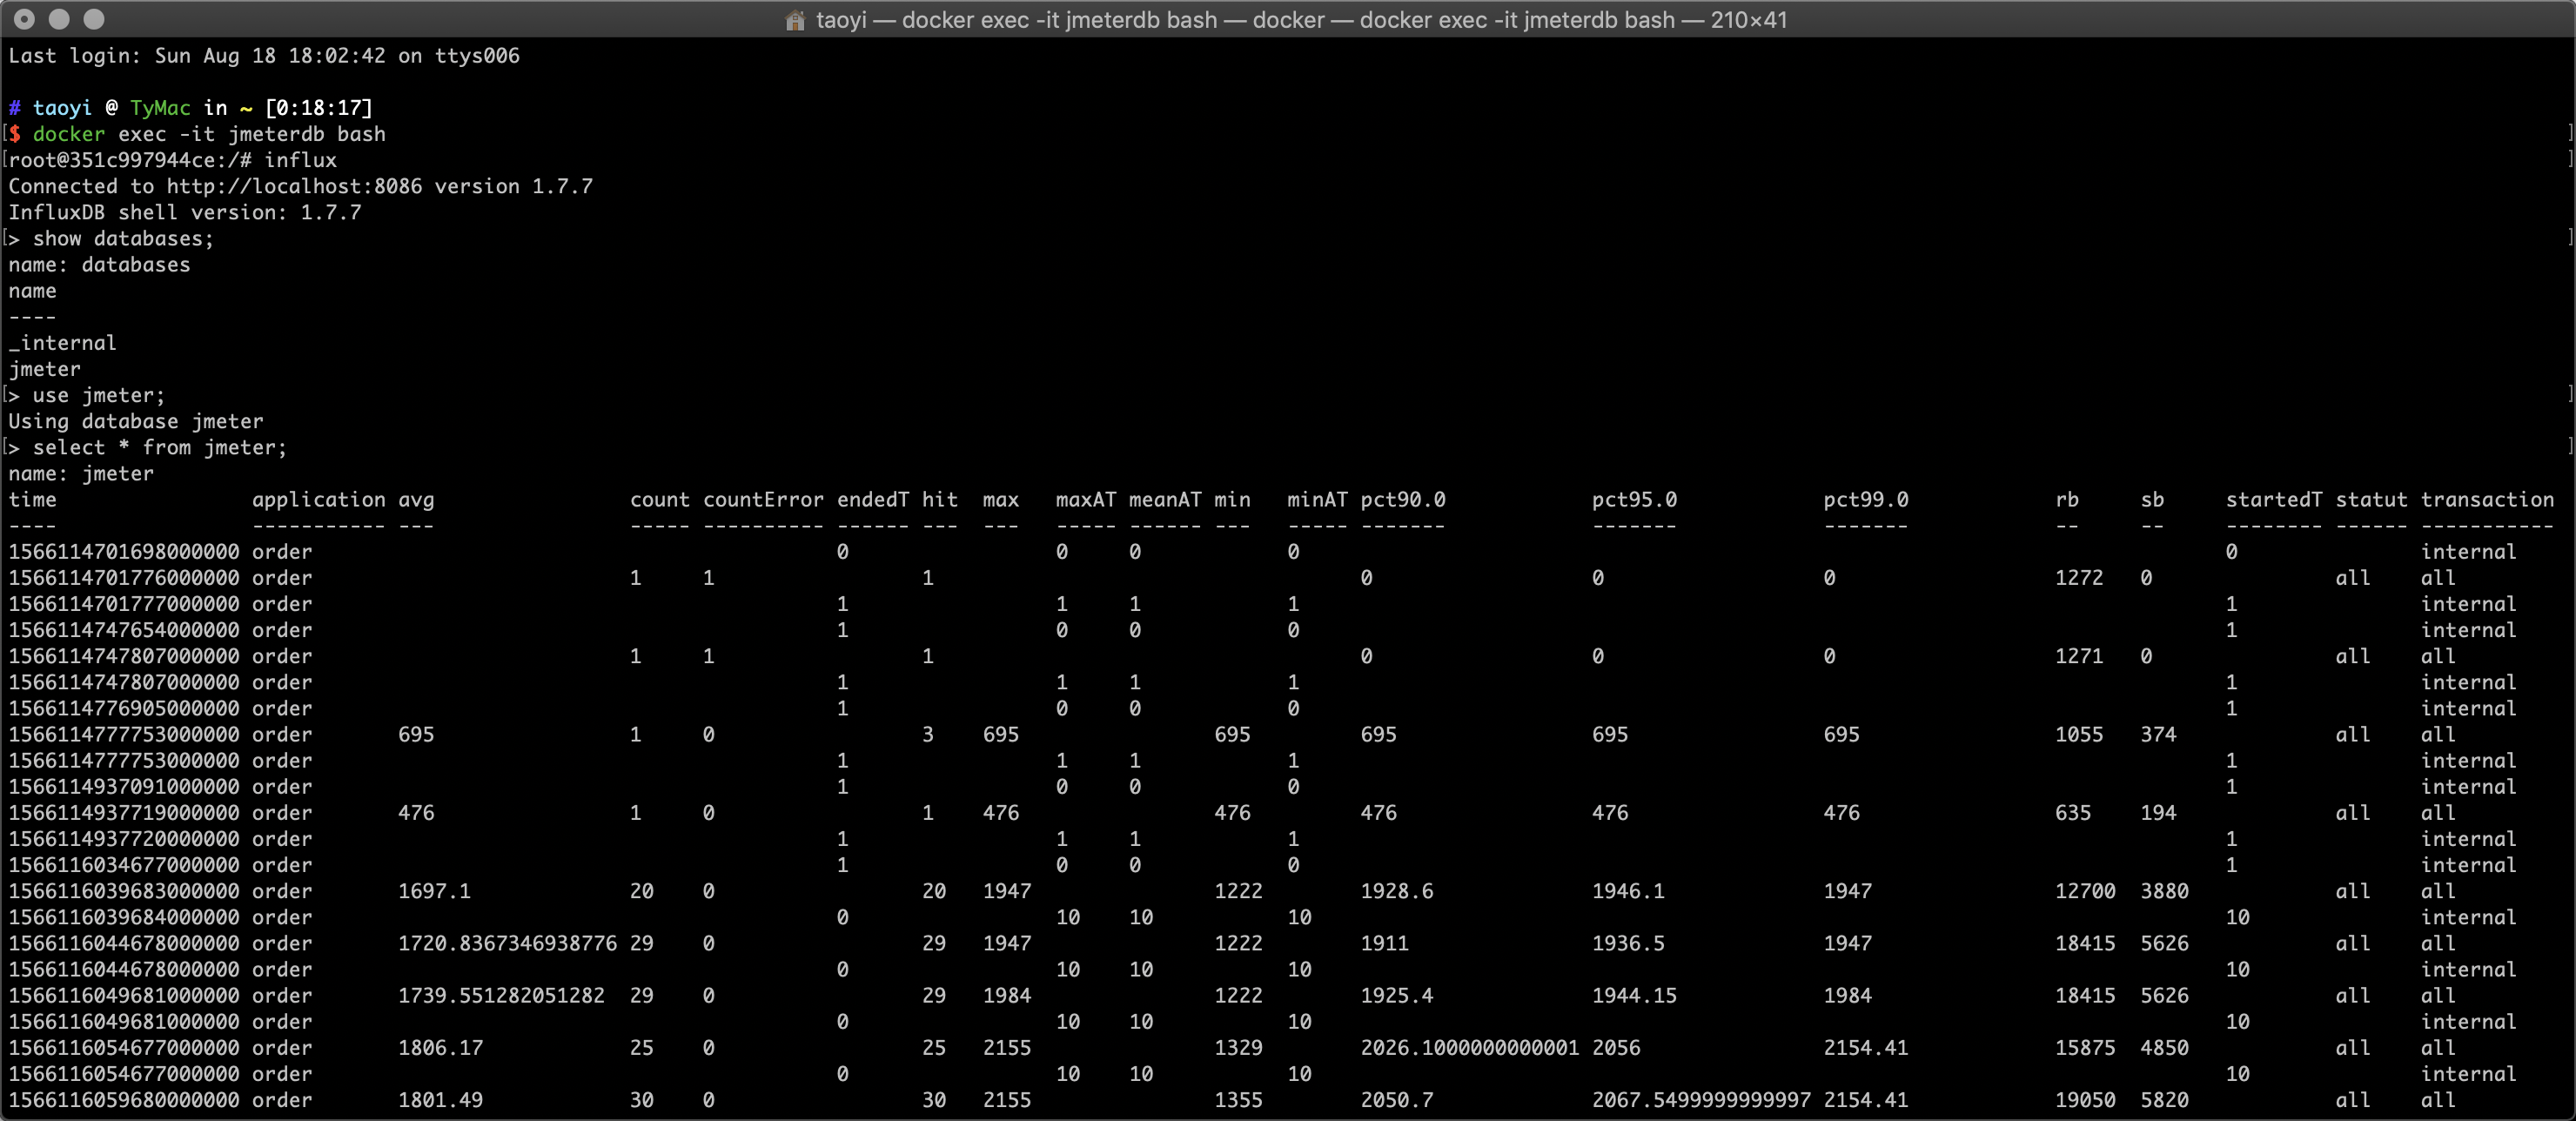 taoyi — docker exec -it jmeterdb bash — docker — docker exec -it jmeterdb bash — 210×41
Last login: Sun Aug 18 18:02:42 on ttys006
# taoyi @ TyMac in ~ [0:18:17]
[$ docker exec -it jmeterdb bash ]
[root@351c997944ce:/# influx ]
Connected to http://localhost:8086 version 1.7.7
InfluxDB shell version: 1.7.7
[> show databases; ]
name: databases
name
----
_internal
jmeter
[> use jmeter; ]
Using database jmeter
[> select * from jmeter; ]
name: jmeter
time application avg count countError endedT hit max maxAT meanAT min minAT pct90.0 pct95.0 pct99.0 rb sb startedT statut transaction
---- ----------- --- ----- ---------- ------ --- --- ----- ------ --- ----- ------- ------- ------- -- -- -------- ------ -----------
1566114701698000000 order 0 0 0 0 0 internal
1566114701776000000 order 1 1 1 0 0 0 1272 0 all all
1566114701777000000 order 1 1 1 1 1 internal
1566114747654000000 order 1 0 0 0 1 internal
1566114747807000000 order 1 1 1 0 0 0 1271 0 all all
1566114747807000000 order 1 1 1 1 1 internal
1566114776905000000 order 1 0 0 0 1 internal
1566114777753000000 order 695 1 0 3 695 695 695 695 695 1055 374 all all
1566114777753000000 order 1 1 1 1 1 internal
1566114937091000000 order 1 0 0 0 1 internal
1566114937719000000 order 476 1 0 1 476 476 476 476 476 635 194 all all
1566114937720000000 order 1 1 1 1 1 internal
1566116034677000000 order 1 0 0 0 1 internal
1566116039683000000 order 1697.1 20 0 20 1947 1222 1928.6 1946.1 1947 12700 3880 all all
1566116039684000000 order 0 10 10 10 10 internal
1566116044678000000 order 1720.8367346938776 29 0 29 1947 1222 1911 1936.5 1947 18415 5626 all all
1566116044678000000 order 0 10 10 10 10 internal
1566116049681000000 order 1739.551282051282 29 0 29 1984 1222 1925.4 1944.15 1984 18415 5626 all all
1566116049681000000 order 0 10 10 10 10 internal
1566116054677000000 order 1806.17 25 0 25 2155 1329 2026.1000000000001 2056 2154.41 15875 4850 all all
1566116054677000000 order 0 10 10 10 10 internal
1566116059680000000 order 1801.49 30 0 30 2155 1355 2050.7 2067.5499999999997 2154.41 19050 5820 all all